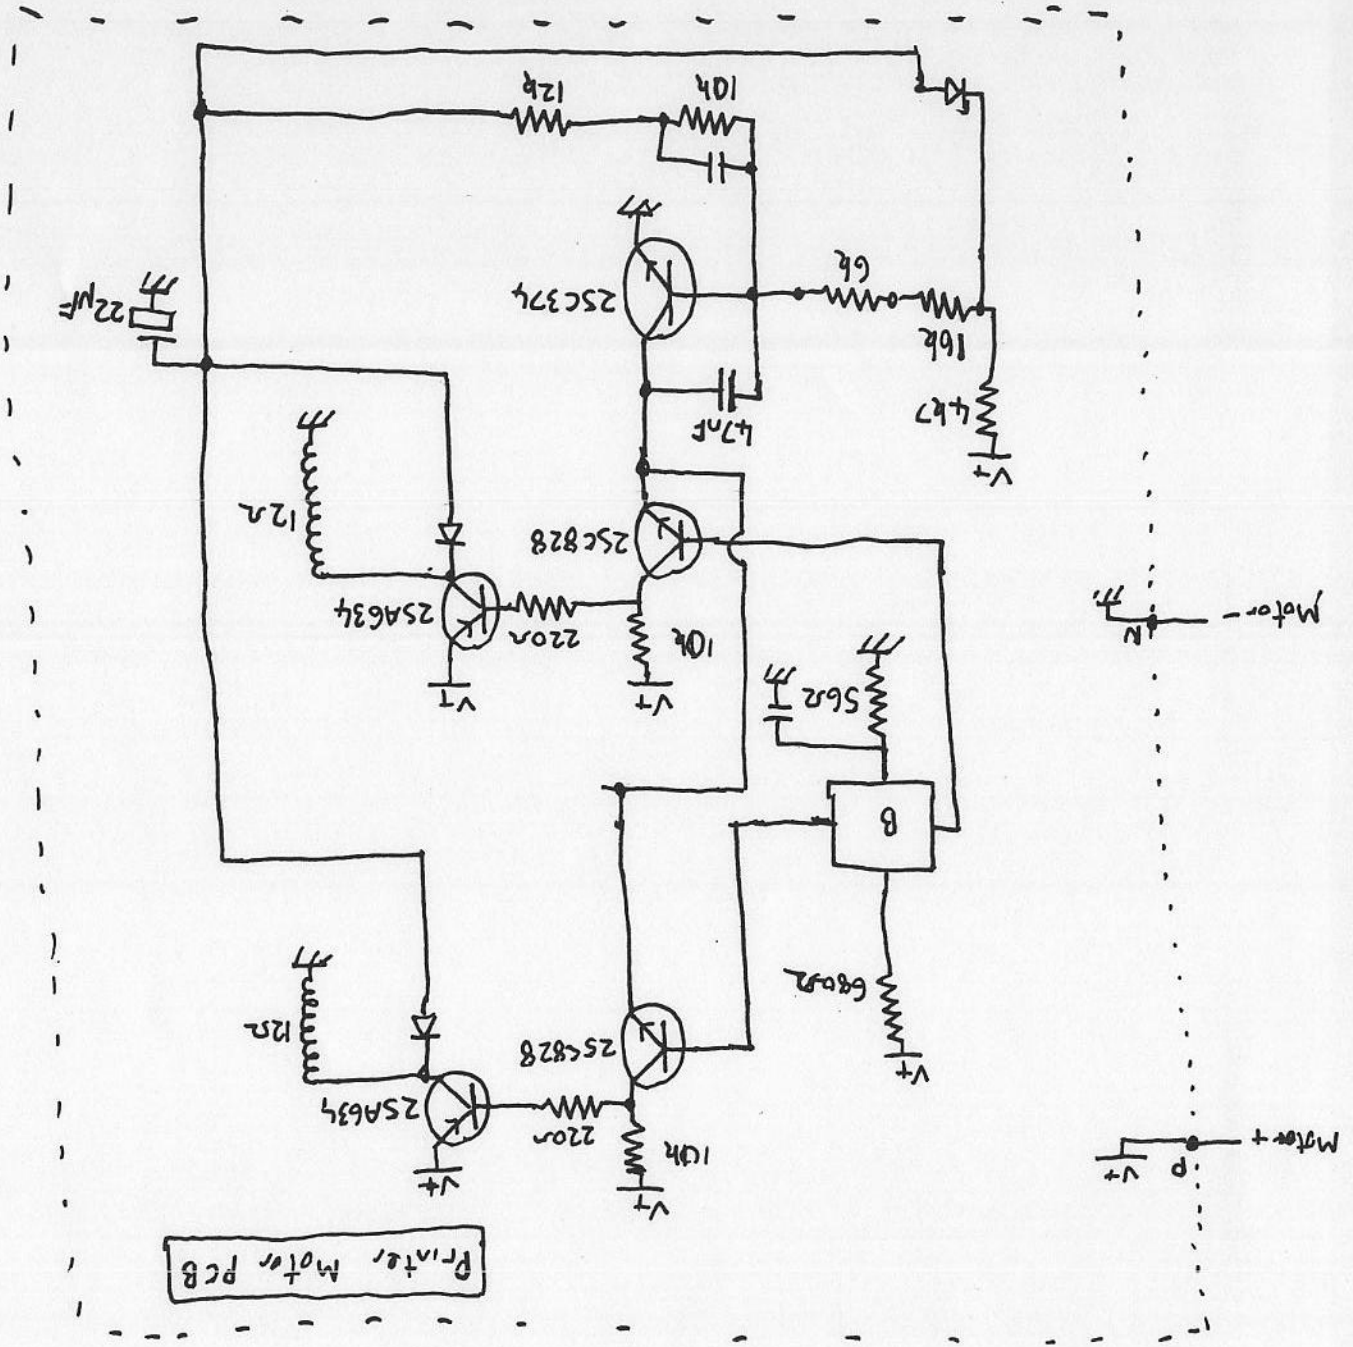 Printer Motor PCB
V+
V+
V+
P
10k
Motor +
220Ω
2SA634
V+
2SC828
12Ω
680Ω
B
V+
V+
56Ω
10k
220Ω
N
Motor -
2SA634
2SC828
12Ω
V+
47nF
4k7
16k
22µF
2SC374
6k
10k
12k